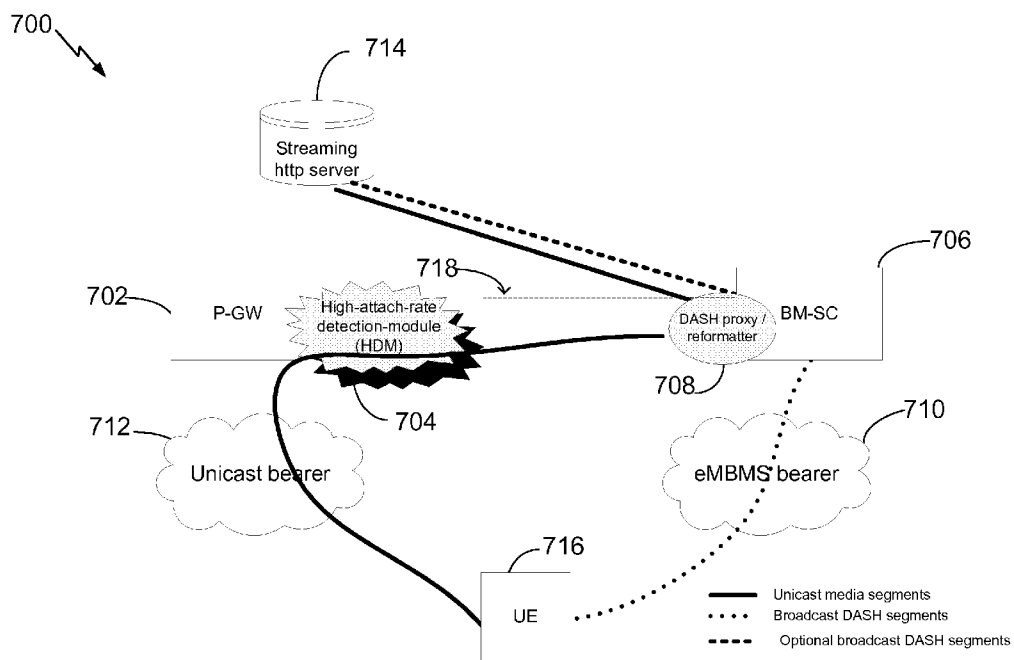 700
714
Streaming
http server
706
718
702
P-GW
High-attach-rate
detection-module
(HDM)
DASH proxy /
reformatter
BM-SC
708
704
712
710
Unicast bearer
eMBMS bearer
716
UE
Unicast media segments
Broadcast DASH segments
Optional broadcast DASH segments